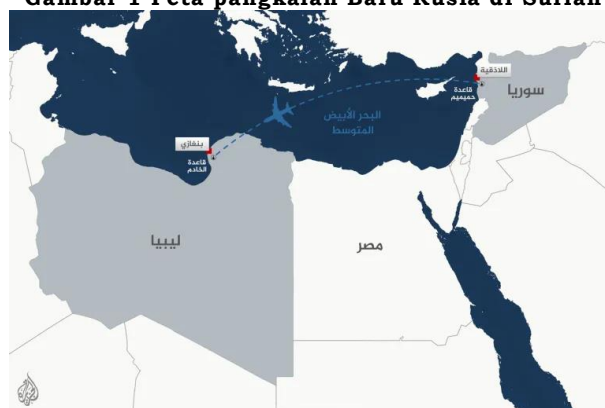 Gambar 1 Peta pangkalan Baru Rusia di Suriah
اللاذقية
قاعدة
حميميم
سوريا
البحر الأبيض
المتوسط
بنغازي
قاعدة
الخادم
ليبيا
مصر